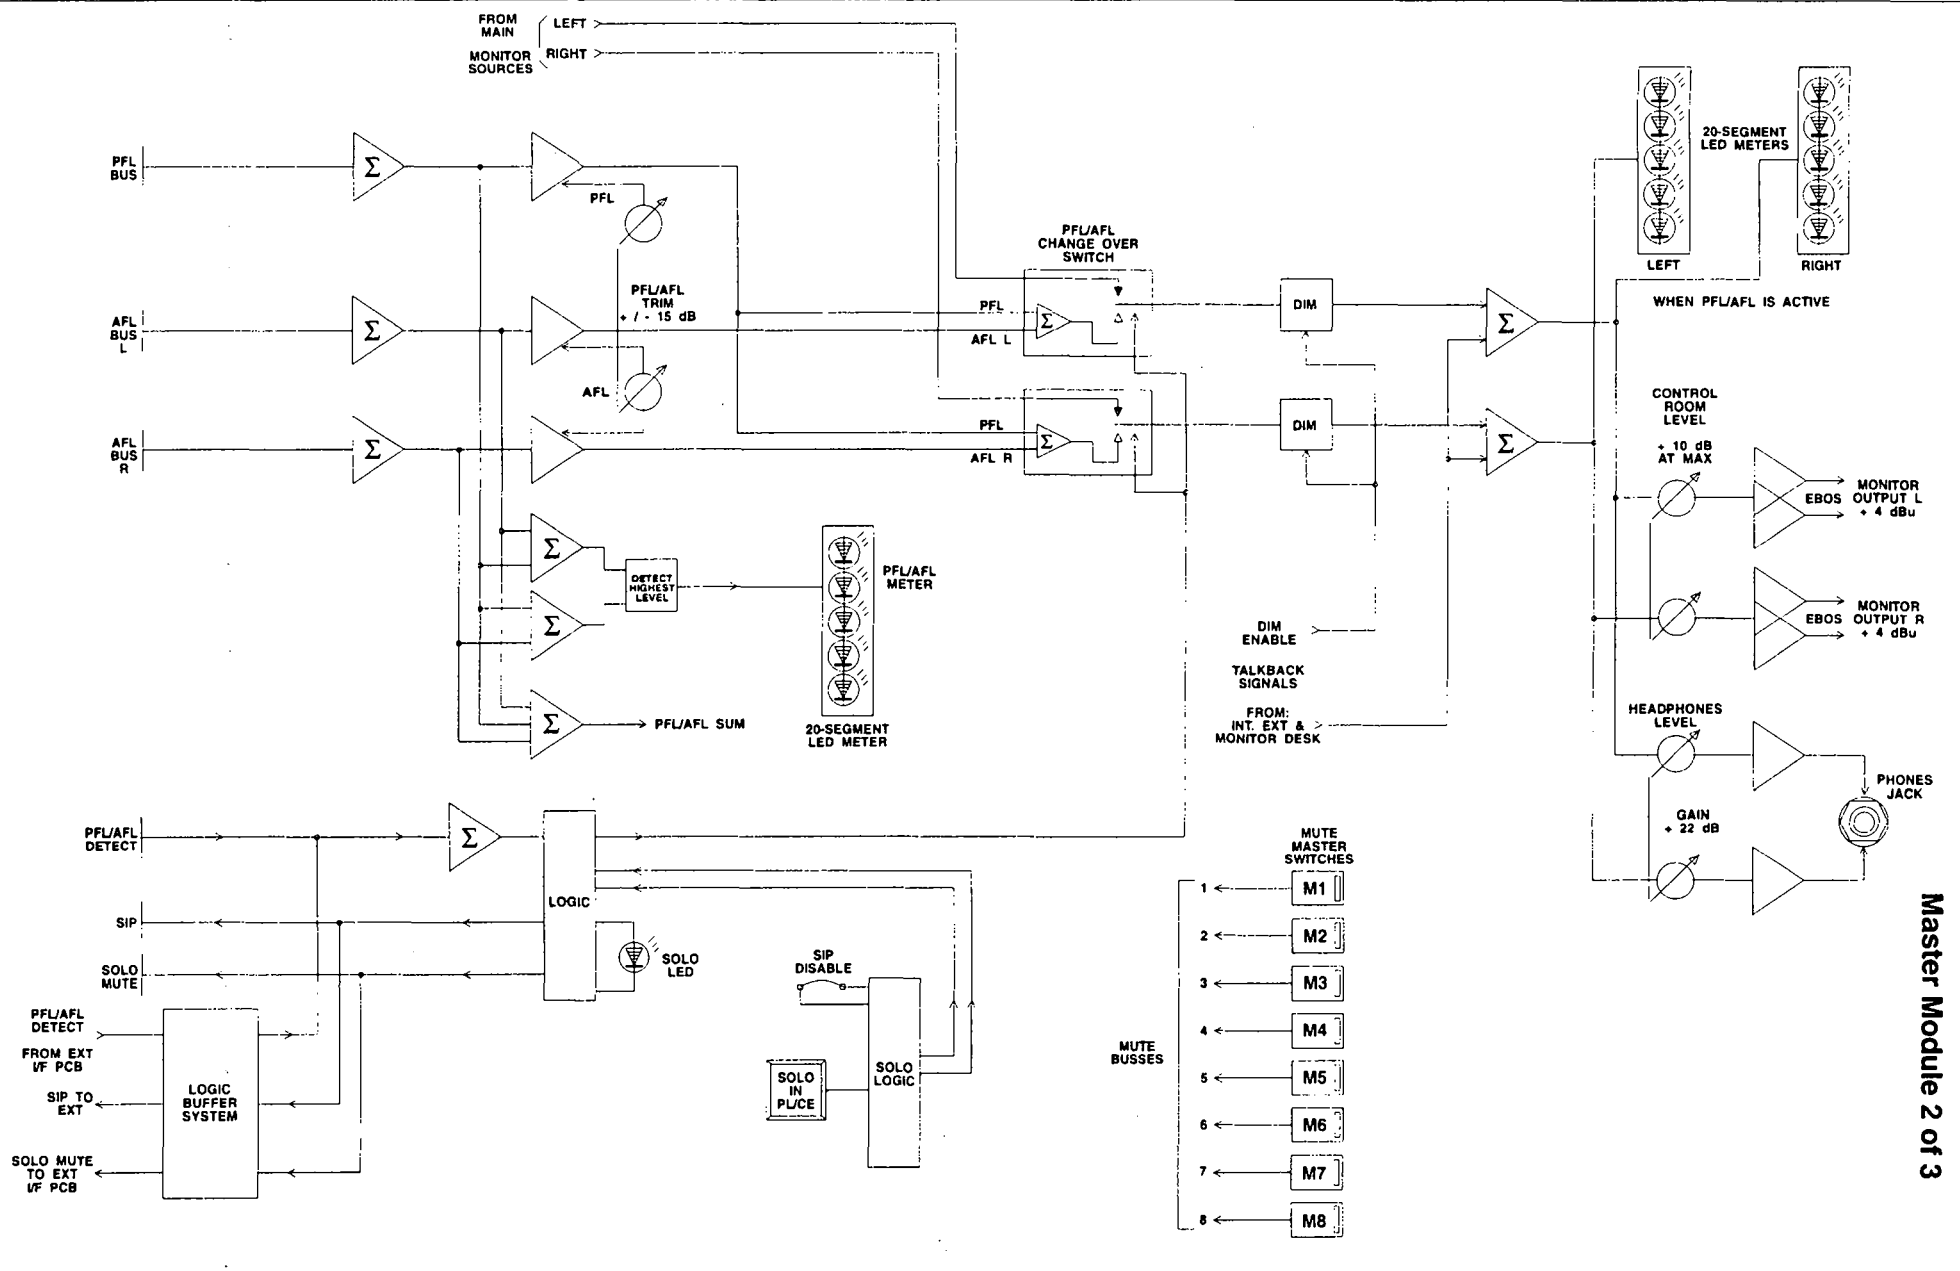 FROM
MAIN
MONITOR
SOURCES
LEFT
RIGHT
PFL
BUS
Σ
PFL
AFL
BUS
L
Σ
PFL/AFL
TRIM
+ / - 15 dB
AFL
AFL
BUS
R
Σ
PFL/AFL
CHANGE OVER
SWITCH
PFL
Σ
AFL L
PFL
Σ
AFL R
DIM
DIM
Σ
Σ
20-SEGMENT
LED METERS
LEFT
RIGHT
WHEN PFL/AFL IS ACTIVE
CONTROL
ROOM
LEVEL
+ 10 dB
AT MAX
EBOS
MONITOR
OUTPUT L
+ 4 dBu
EBOS
MONITOR
OUTPUT R
+ 4 dBu
Σ
Σ
Σ
DETECT
HIGHEST
LEVEL
PFL/AFL
METER
20-SEGMENT
LED METER
PFL/AFL SUM
DIM
ENABLE
TALKBACK
SIGNALS
FROM:
INT. EXT &
MONITOR DESK
HEADPHONES
LEVEL
GAIN
+ 22 dB
PHONES
JACK
PFL/AFL
DETECT
Σ
LOGIC
SIP
SOLO
MUTE
SOLO
LED
PFL/AFL
DETECT
FROM EXT
I/F PCB
SIP TO
EXT
SOLO MUTE
TO EXT
I/F PCB
LOGIC
BUFFER
SYSTEM
SIP
DISABLE
SOLO
IN
PL/CE
SOLO
LOGIC
MUTE
MASTER
SWITCHES
MUTE
BUSSES
1 M1
2 M2
3 M3
4 M4
5 M5
6 M6
7 M7
8 M8
Master Module 2 of 3